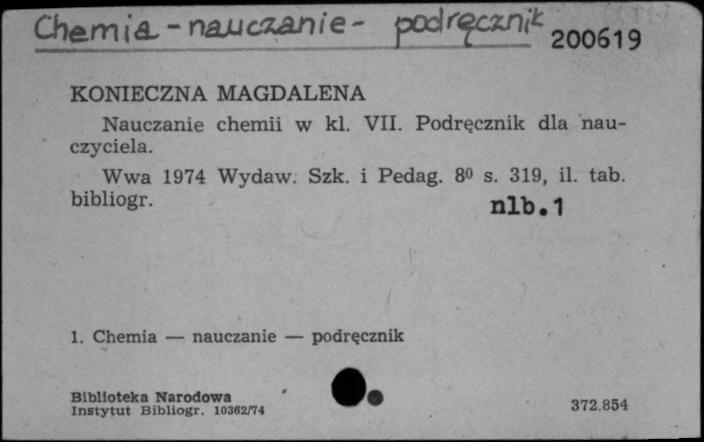 Chemia - nauczanie - podręcznik
200619
KONIECZNA MAGDALENA
Nauczanie chemii w kl. VII. Podręcznik dla nau-
czyciela.
Wwa 1974 Wydaw. Szk. i Pedag. 8⁰ s. 319, il. tab.
bibliogr.
nlb.1
1. Chemia — nauczanie — podręcznik
Biblioteka Narodowa
Instytut Bibliogr. 10362/74
372.854